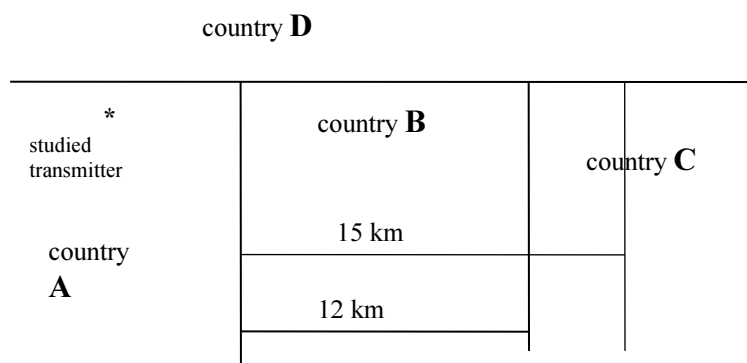 country D
*
studied
transmitter
country B
country C
country
A
15 km
12 km